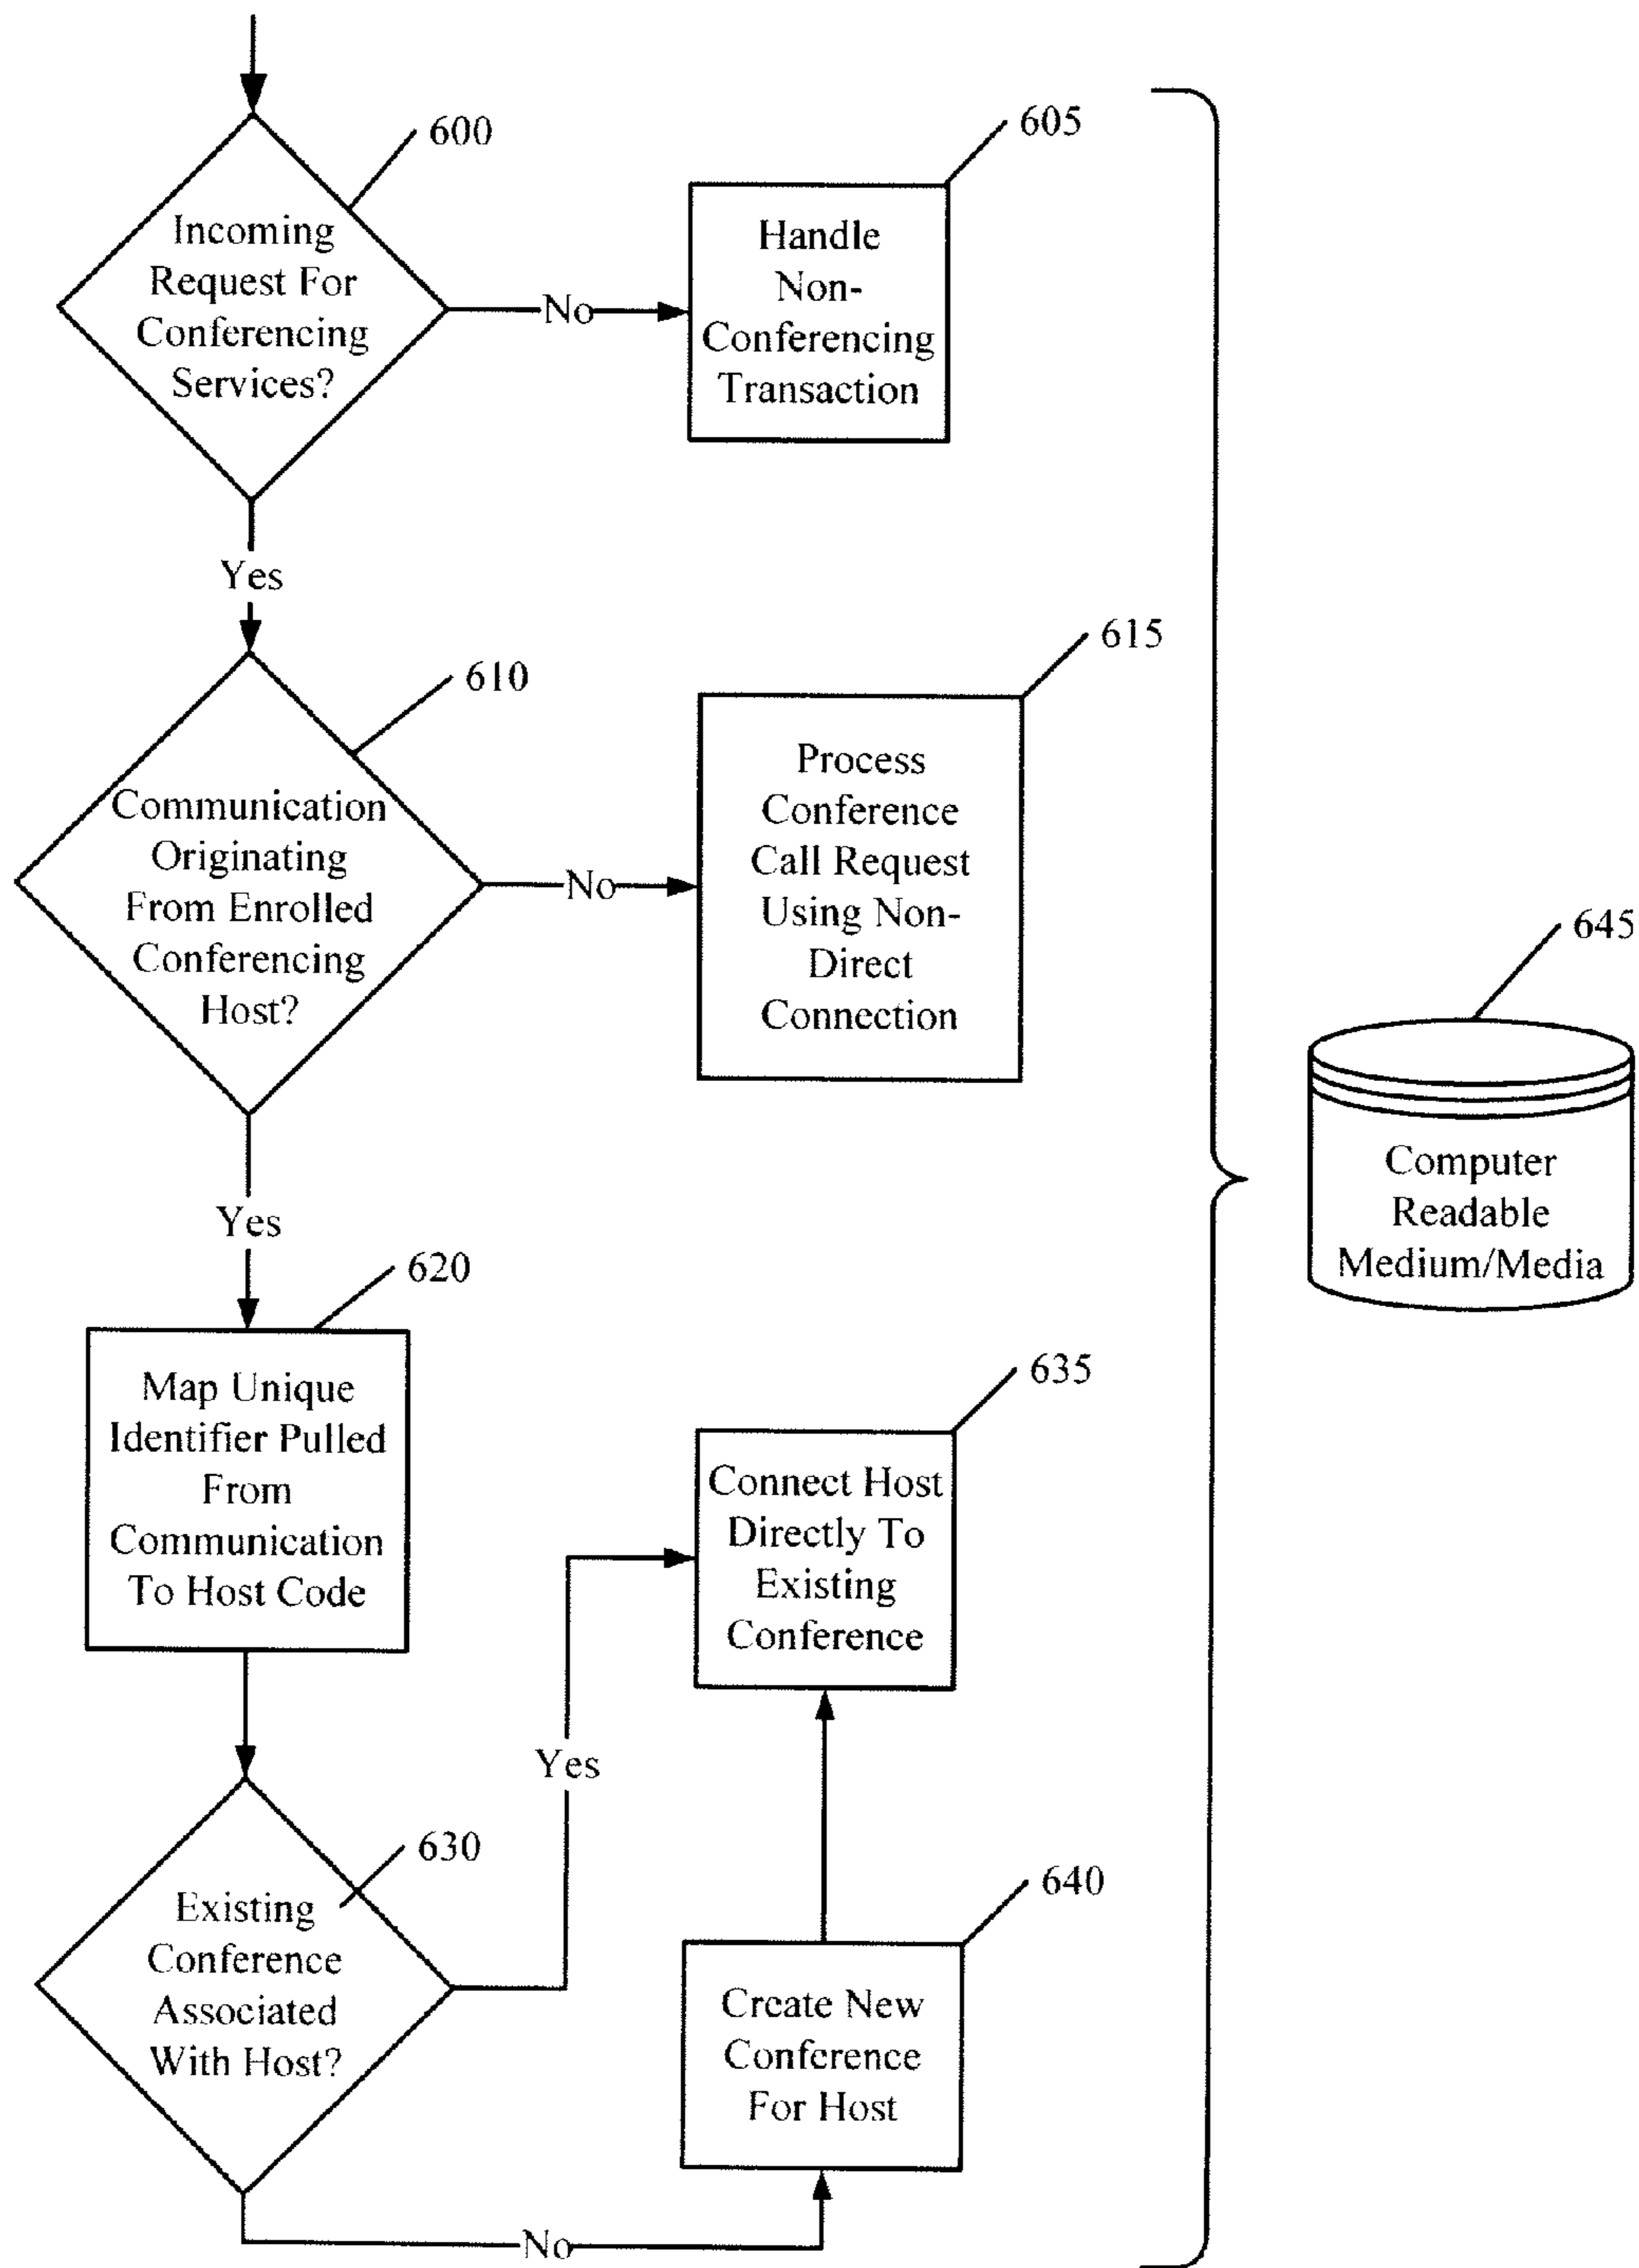 600
Incoming
Request For
Conferencing
Services?
No
605
Handle
Non-
Conferencing
Transaction
Yes
610
Communication
Originating
From Enrolled
Conferencing
Host?
No
615
Process
Conference
Call Request
Using Non-
Direct
Connection
Yes
620
Map Unique
Identifier Pulled
From
Communication
To Host Code
630
Existing
Conference
Associated
With Host?
Yes
635
Connect Host
Directly To
Existing
Conference
No
640
Create New
Conference
For Host
645
Computer
Readable
Medium/Media